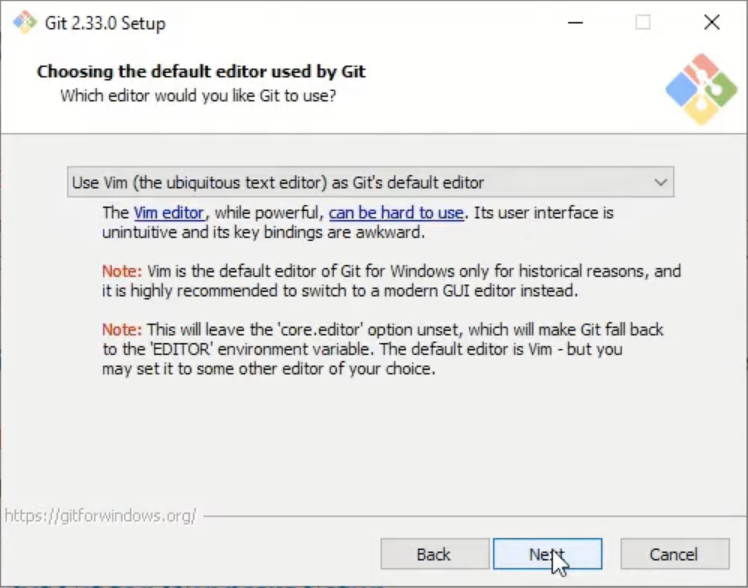 Git 2.33.0 Setup
Choosing the default editor used by Git
Which editor would you like Git to use?
Use Vim (the ubiquitous text editor) as Git's default editor
The Vim editor, while powerful, can be hard to use. Its user interface is
unintuitive and its key bindings are awkward.
Note: Vim is the default editor of Git for Windows only for historical reasons, and
it is highly recommended to switch to a modern GUI editor instead.
Note: This will leave the 'core.editor' option unset, which will make Git fall back
to the 'EDITOR' environment variable. The default editor is Vim - but you
may set it to some other editor of your choice.
https://gitforwindows.org/
Back Next Cancel